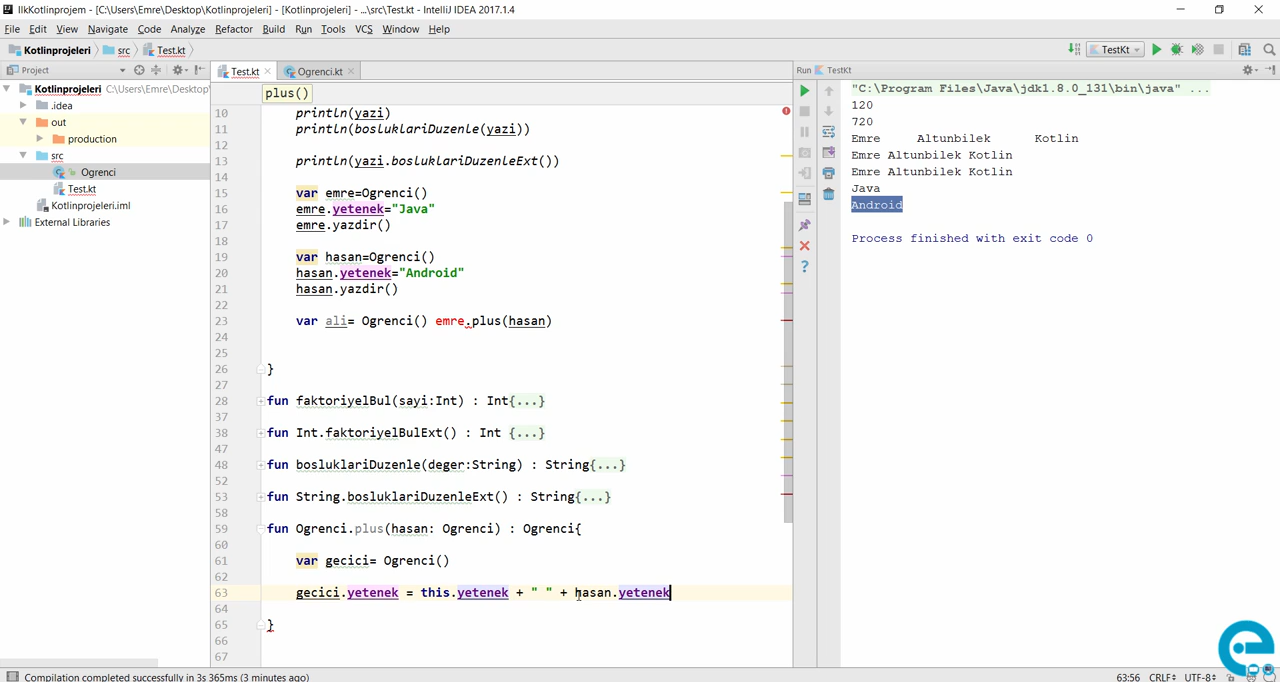 IlkKotlinprojem - [C:\Users\Emre\Desktop\Kotlinprojeleri] - [Kotlinprojeleri] - ...\src\Test.kt - IntelliJ IDEA 2017.1.4
File Edit View Navigate Code Analyze Refactor Build Run Tools VCS Window Help
Kotlinprojeleri src Test.kt TestKt
Project Test.kt Ogrenci.kt Run TestKt
Kotlinprojeleri C:\Users\Emre\Desktop\
.idea
out
production
src
Ogrenci
Test.kt
Kotlinprojeleri.iml
External Libraries
plus()
10 println(yazi)
11 println(bosluklariDuzenle(yazi))
12
13 println(yazi.bosluklariDuzenleExt())
14
15 var emre=Ogrenci()
16 emre.yetenek="Java"
17 emre.yazdir()
18
19 var hasan=Ogrenci()
20 hasan.yetenek="Android"
21 hasan.yazdir()
22
23 var ali= Ogrenci() emre.plus(hasan)
24
25
26 }
27
28 fun faktoriyelBul(sayi:Int) : Int{...}
37
38 fun Int.faktoriyelBulExt() : Int {...}
47
48 fun bosluklariDuzenle(deger:String) : String{...}
52
53 fun String.bosluklariDuzenleExt() : String{...}
58
59 fun Ogrenci.plus(hasan: Ogrenci) : Ogrenci{
60
61 var gecici= Ogrenci()
62
63 gecici.yetenek = this.yetenek + " " + hasan.yetenek
64
65 }
66
67
"C:\Program Files\Java\jdk1.8.0_131\bin\java" ...
120
720
Emre     Altunbilek      Kotlin
Emre Altunbilek Kotlin
Emre Altunbilek Kotlin
Java
Android
Process finished with exit code 0
Compilation completed successfully in 3s 365ms (3 minutes ago) 63:56 CRLF UTF-8